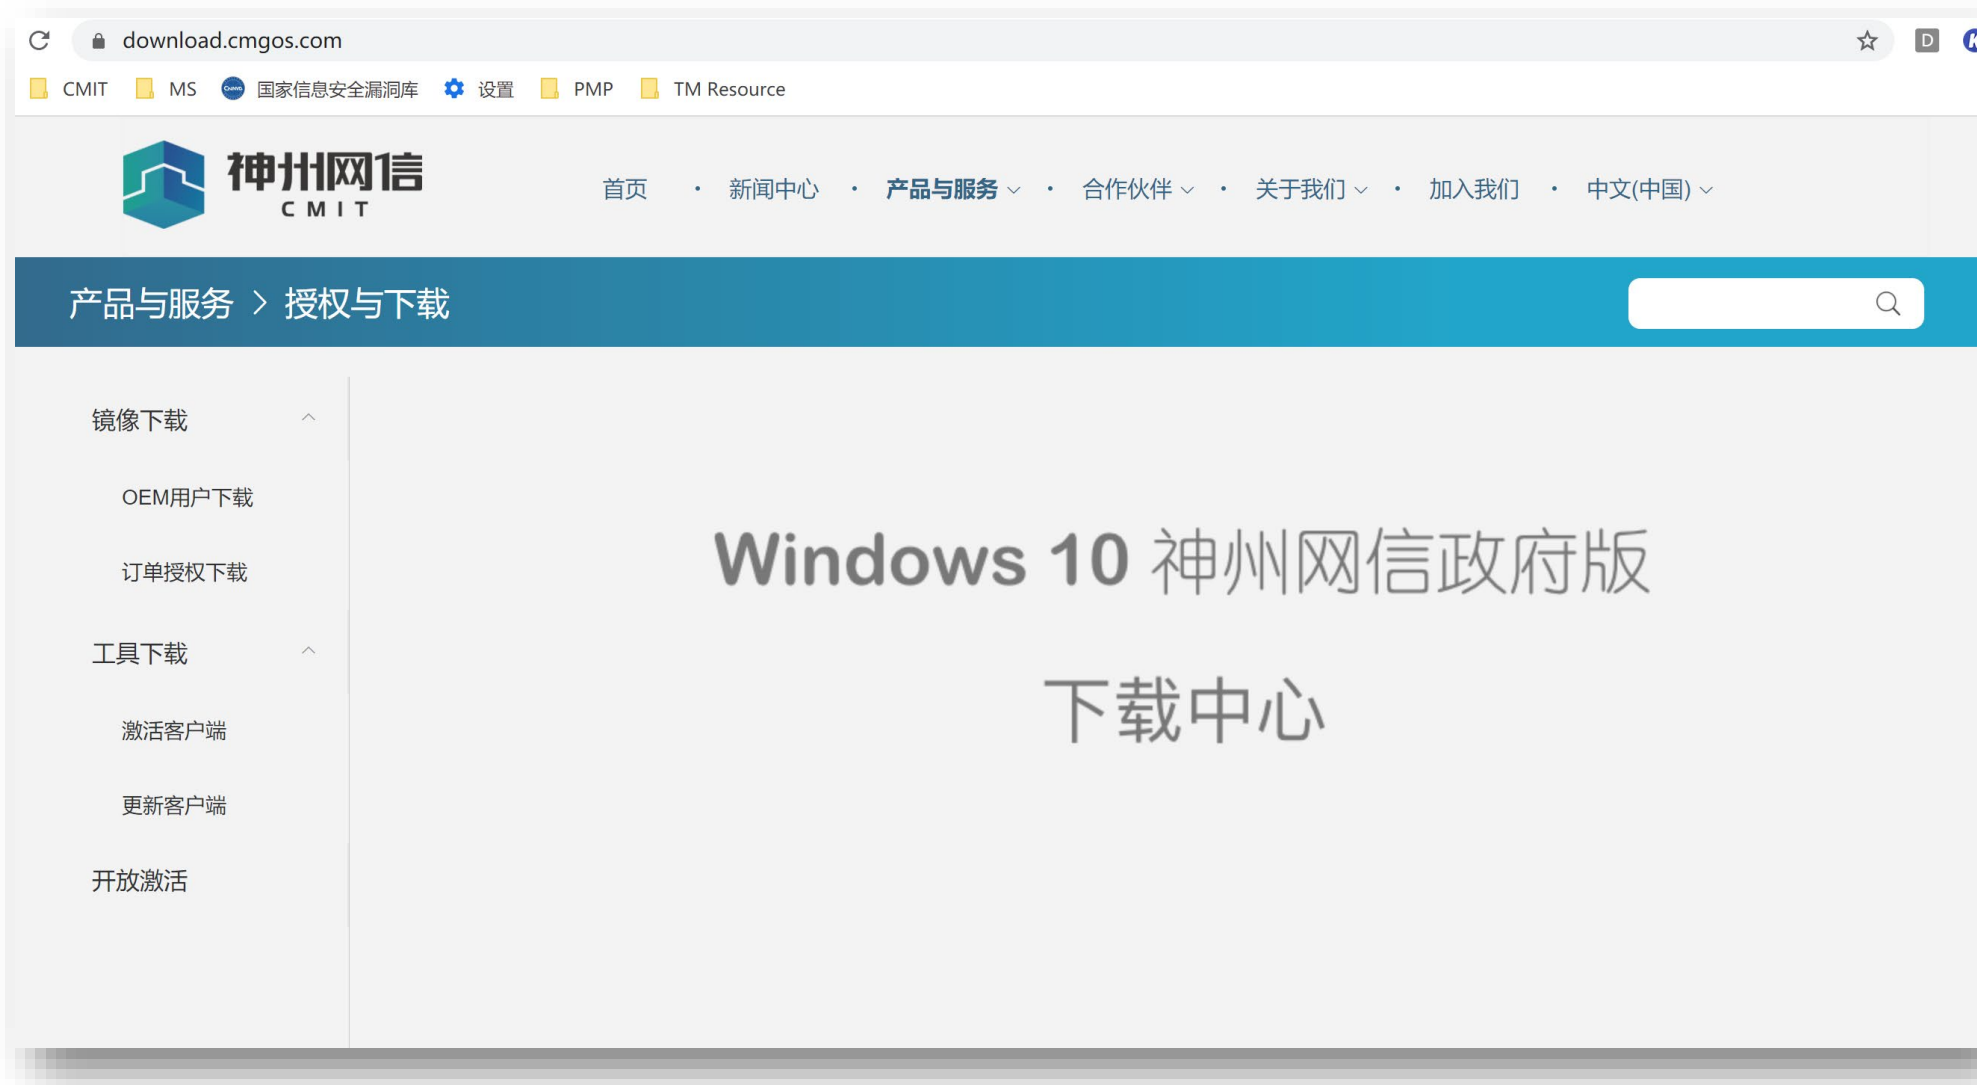 download.cmgos.com
D
CMIT MS 国家信息安全漏洞库 设置 PMP TM Resource
神州网信
CMIT
首页 · 新闻中心 · 产品与服务 · 合作伙伴 · 关于我们 · 加入我们 · 中文(中国)
产品与服务 > 授权与下载
镜像下载
OEM用户下载
订单授权下载
工具下载
激活客户端
更新客户端
开放激活
Windows 10 神州网信政府版
下载中心